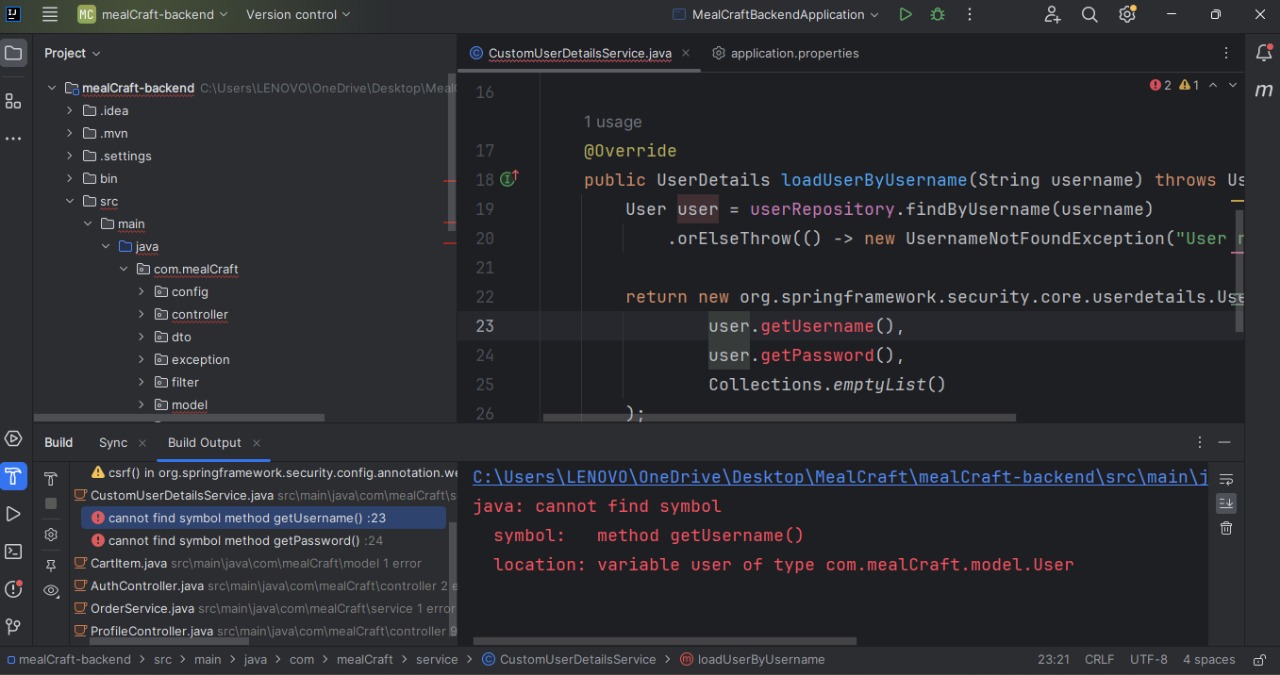 MC mealCraft-backend Version control MealCraftBackendApplication
Project
mealCraft-backend C:\Users\LENOVO\OneDrive\Desktop\Meal
.idea
.mvn
.settings
bin
src
main
java
com.mealCraft
config
controller
dto
exception
filter
model
CustomUserDetailsService.java application.properties
2 1
16
1 usage
17 @Override
18 public UserDetails loadUserByUsername(String username) throws Us
19 User user = userRepository.findByUsername(username)
20 .orElseThrow(() -> new UsernameNotFoundException("User n
21
22 return new org.springframework.security.core.userdetails.Use
23 user.getUsername(),
24 user.getPassword(),
25 Collections.emptyList()
26 );
Build Sync Build Output
csrf() in org.springframework.security.config.annotation.we
CustomUserDetailsService.java src\main\java\com\mealCraft\s
cannot find symbol method getUsername() :23
cannot find symbol method getPassword() :24
CartItem.java src\main\java\com\mealCraft\model 1 error
AuthController.java src\main\java\com\mealCraft\controller 2 e
OrderService.java src\main\java\com\mealCraft\service 1 error
ProfileController.java src\main\java\com\mealCraft\controller 9
C:\Users\LENOVO\OneDrive\Desktop\MealCraft\mealCraft-backend\src\main\j
java: cannot find symbol
symbol: method getUsername()
location: variable user of type com.mealCraft.model.User
mealCraft-backend > src > main > java > com > mealCraft > service > CustomUserDetailsService > loadUserByUsername 23:21 CRLF UTF-8 4 spaces